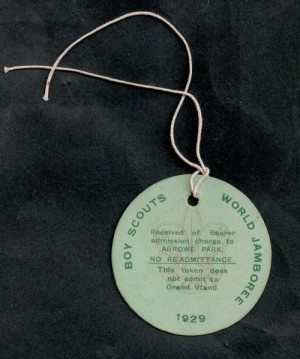 BOY SCOUTS WORLD JAMBOREE
Received of Bearer
admission charge to
ARROWE PARK.
NO READMITTANCE.
This token does
not admit to
Grand Stand.
1929